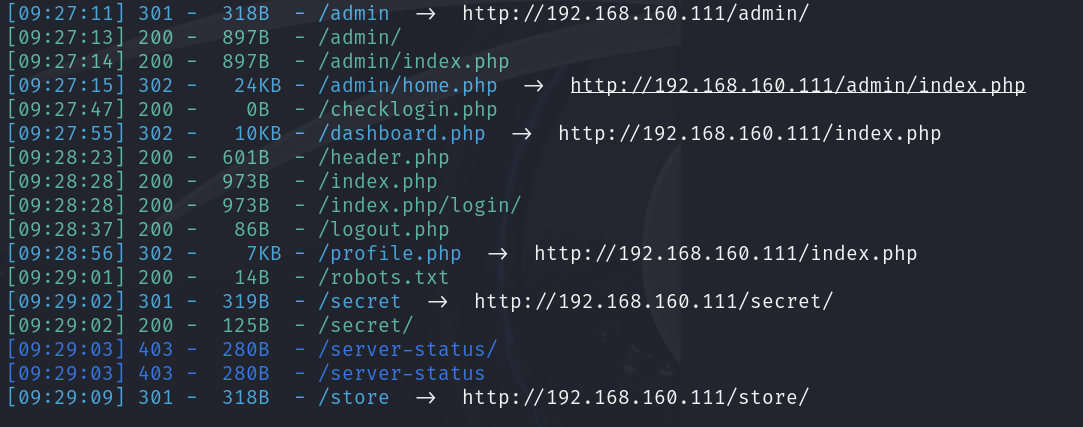 [09:27:11] 301 -  318B  - /admin  ->  http://192.168.160.111/admin/
[09:27:13] 200 -  897B  - /admin/
[09:27:14] 200 -  897B  - /admin/index.php
[09:27:15] 302 -   24KB - /admin/home.php  ->  http://192.168.160.111/admin/index.php
[09:27:47] 200 -    0B  - /checklogin.php
[09:27:55] 302 -   10KB - /dashboard.php  ->  http://192.168.160.111/index.php
[09:28:23] 200 -  601B  - /header.php
[09:28:28] 200 -  973B  - /index.php
[09:28:28] 200 -  973B  - /index.php/login/
[09:28:37] 200 -   86B  - /logout.php
[09:28:56] 302 -    7KB - /profile.php  ->  http://192.168.160.111/index.php
[09:29:01] 200 -   14B  - /robots.txt
[09:29:02] 301 -  319B  - /secret  ->  http://192.168.160.111/secret/
[09:29:02] 200 -  125B  - /secret/
[09:29:03] 403 -  280B  - /server-status/
[09:29:03] 403 -  280B  - /server-status
[09:29:09] 301 -  318B  - /store  ->  http://192.168.160.111/store/